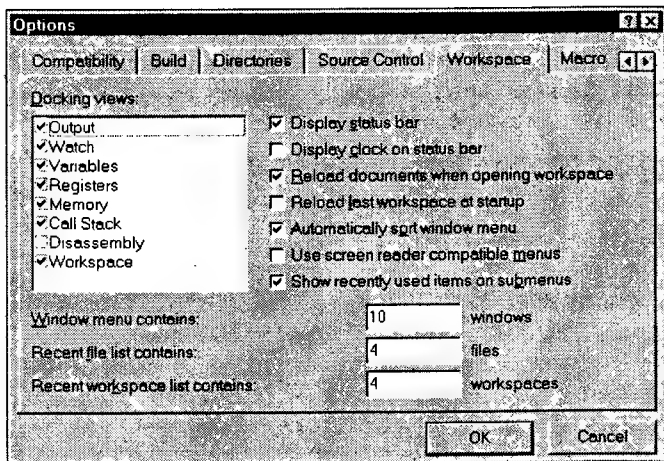 Options
Compatibility Build Directories Source Control Workspace Macro
Docking views:
Output
Watch
Variables
Registers
Memory
Call Stack
Disassembly
Workspace
Display status bar
Display clock on status bar
Reload documents when opening workspace
Reload last workspace at startup
Automatically sort window menu
Use screen reader compatible menus
Show recently used items on submenus
Window menu contains: 10 windows
Recent file list contains: 4 files
Recent workspace list contains: 4 workspaces
OK Cancel